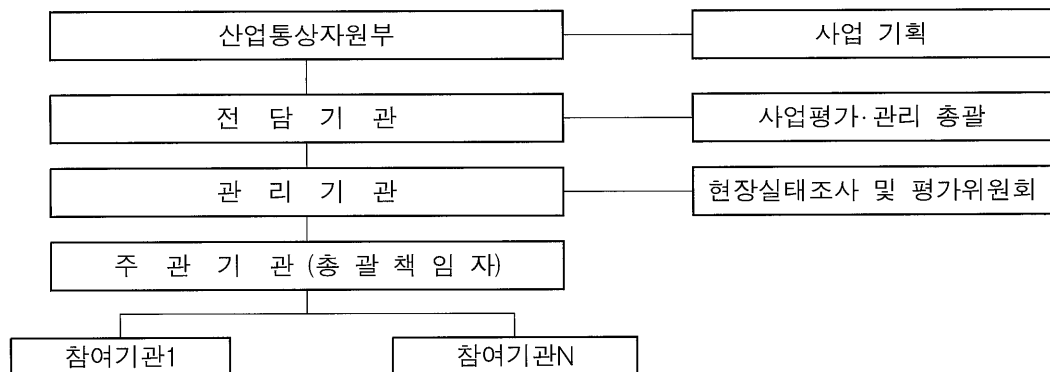 산업통상자원부
사업 기획
전 담 기 관
사업평가·관리 총괄
관 리 기 관
현장실태조사 및 평가위원회
주 관 기 관 (총 괄 책 임 자)
참여기관1
참여기관N